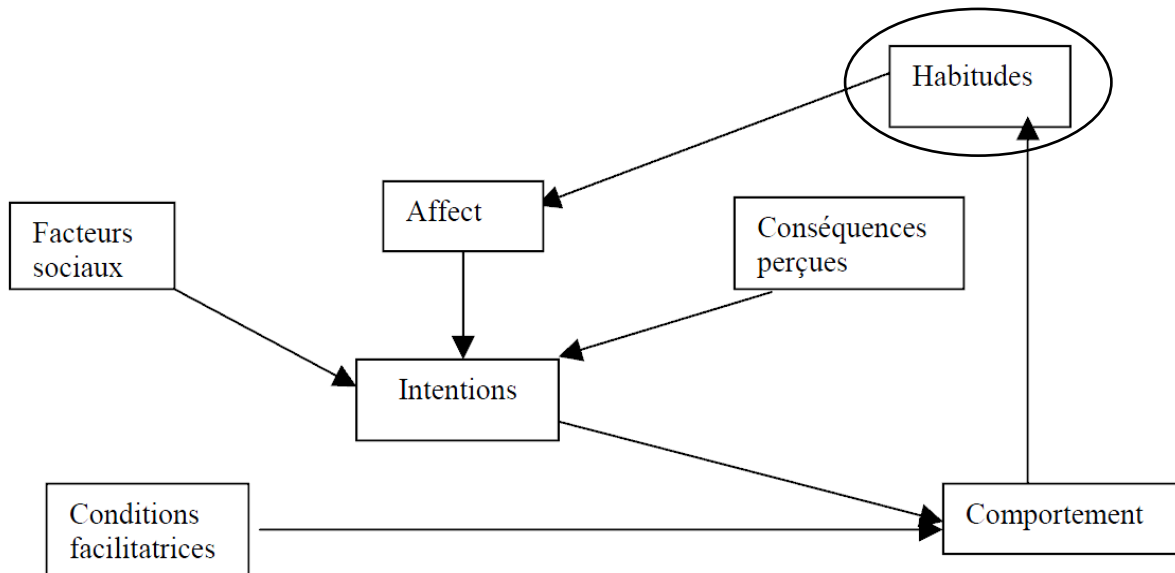 Habitudes
Affect
Facteurs
sociaux
Conséquences
perçues
Intentions
Conditions
facilitatrices
Comportement